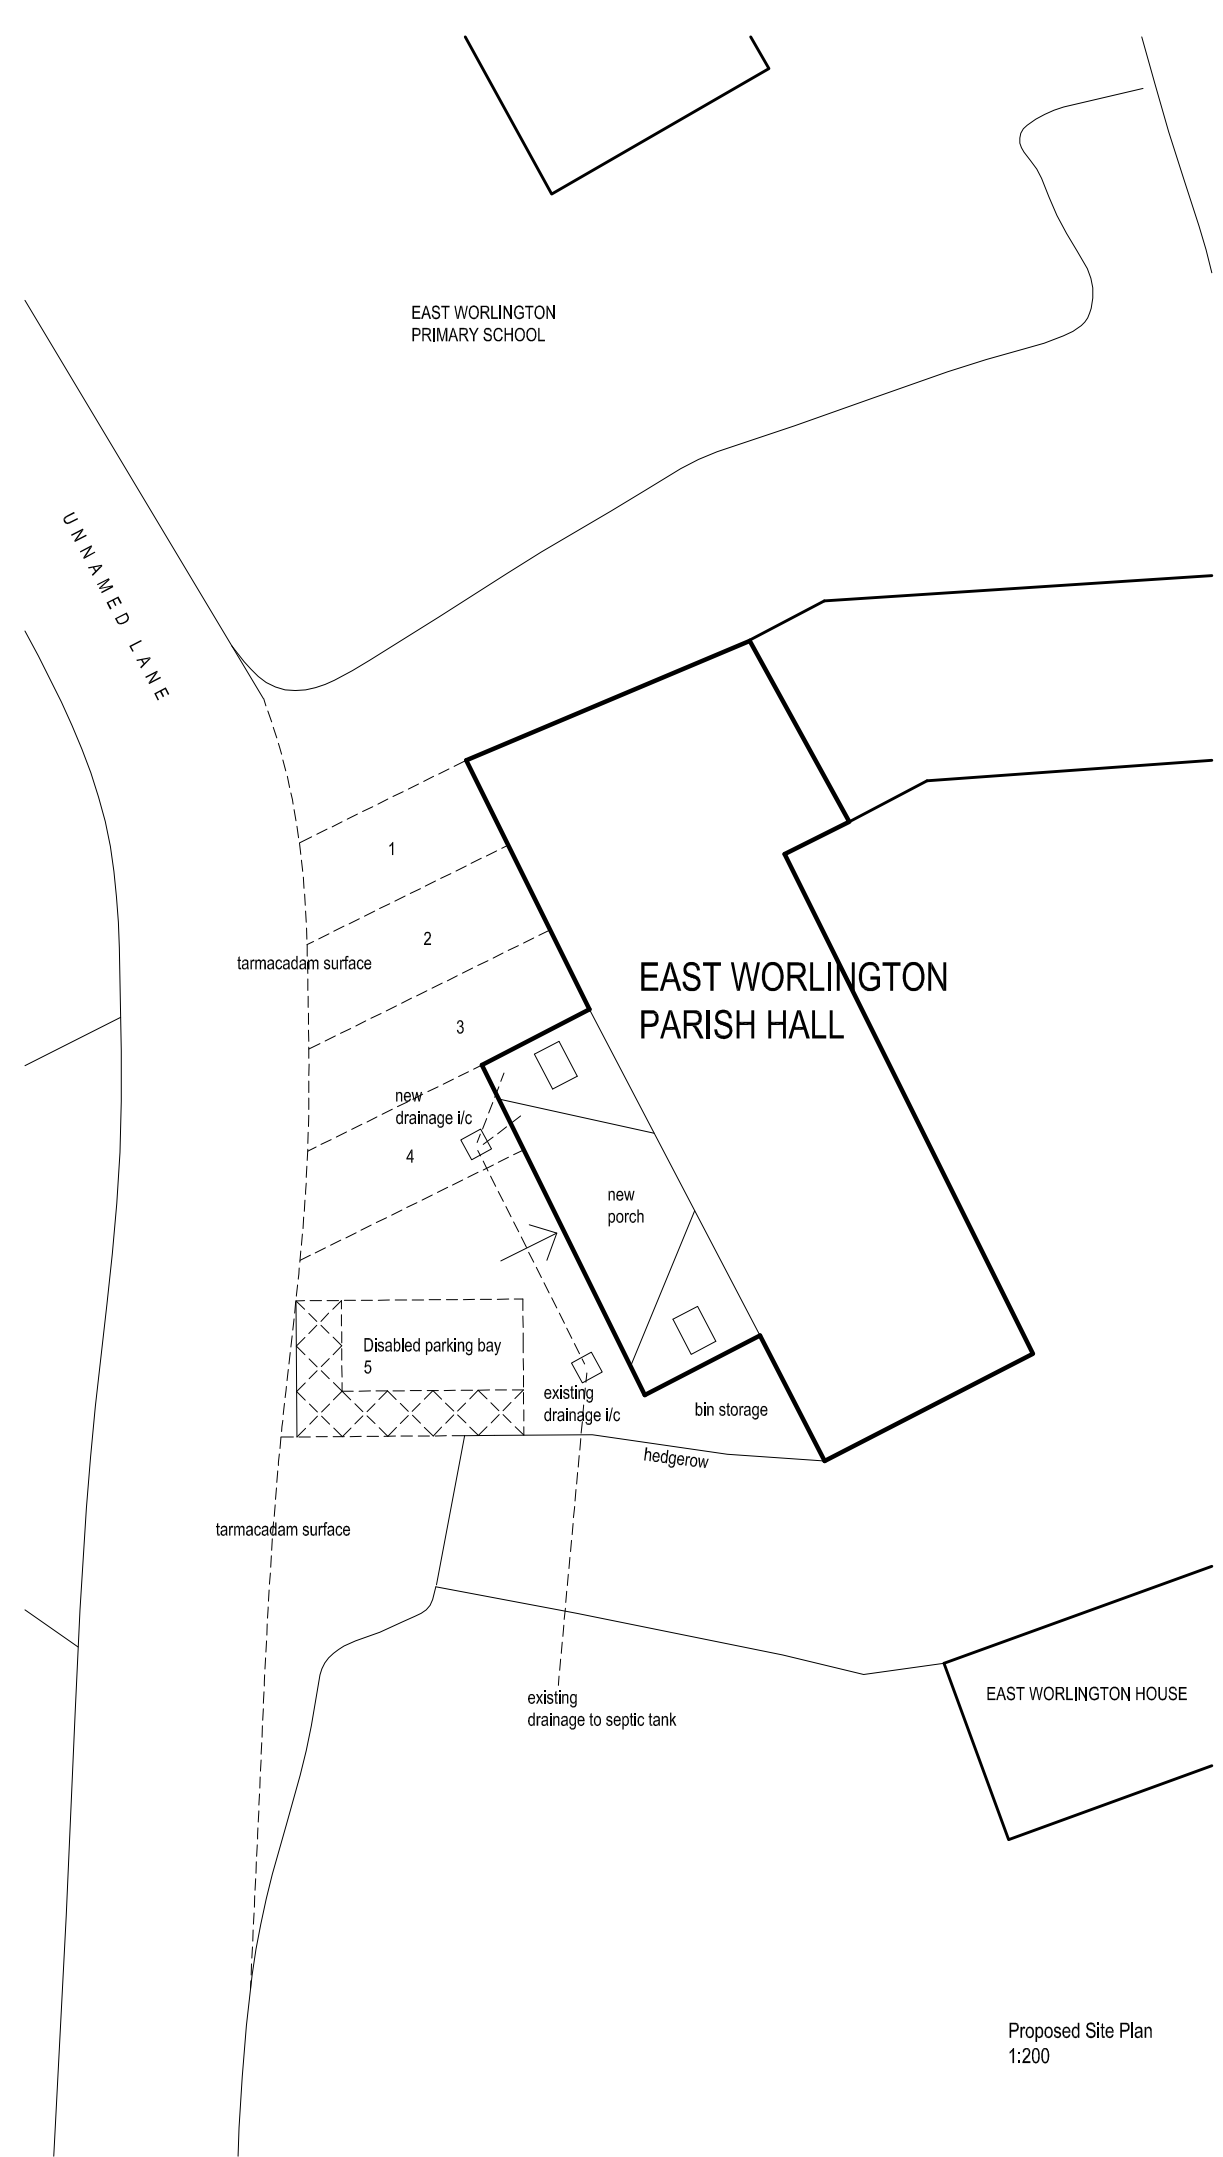 EAST WORLINGTON
PRIMARY SCHOOL
UNNAMED LANE
1
2
tarmacadam surface
EAST WORLINGTON
PARISH HALL
3
new
drainage i/c
4
new
porch
Disabled parking bay
5
existing
drainage i/c
bin storage
hedgerow
tarmacadam surface
existing
drainage to septic tank
EAST WORLINGTON HOUSE
Proposed Site Plan
1:200